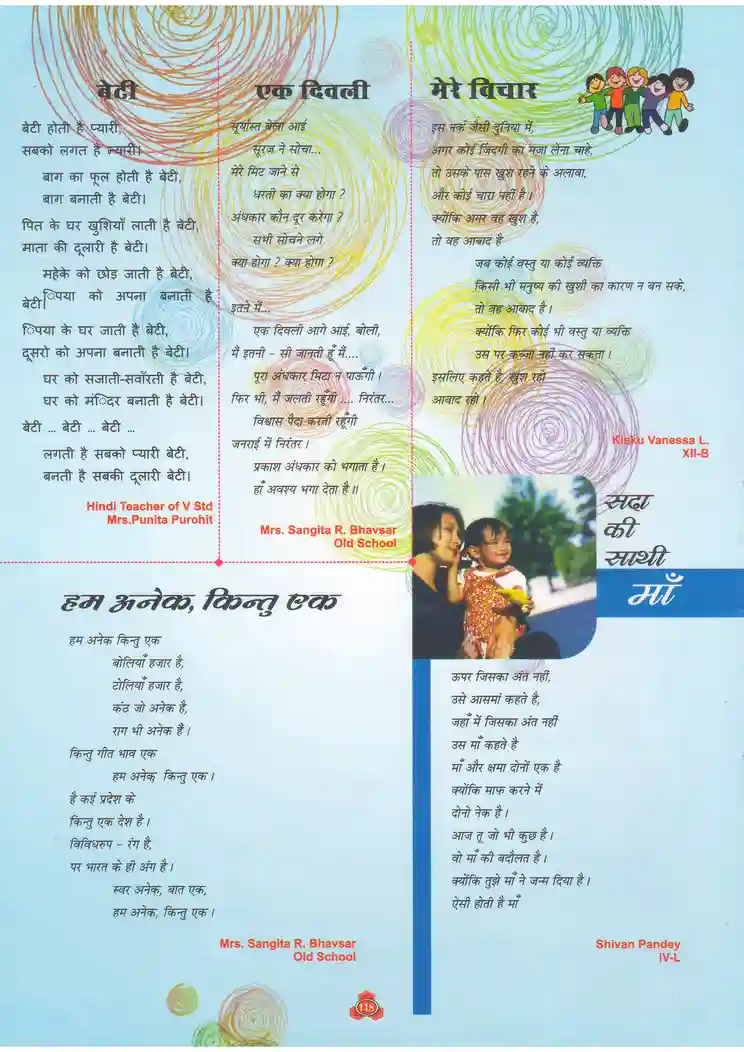 बेटी
बेटी होती है प्यारी,
सबको लगत है न्यारी।
बाग का फूल होती है बेटी,
बाग बनाती है बेटी।
पित के घर खुशियाँ लाती है बेटी,
माता की दूलारी है बेटी।
महेके को छोड़ जाती है बेटी,
बेटी िपया को अपना बनाती है
िपया के घर जाती है बेटी,
दूसरो को अपना बनाती है बेटी।
घर को सजाती-सवाँरती है बेटी,
घर को मंिदर बनाती है बेटी।
बेटी ... बेटी ... बेटी ...
लगती है सबको प्यारी बेटी,
बनती है सबकी दूलारी बेटी।
Hindi Teacher of V Std
Mrs.Punita Purohit
एक दिवली
सूर्यास्त बेला आई
सूरज ने सोचा...
मेरे मिट जाने से
धरती का क्या होगा ?
अंधकार कौन दूर करेगा ?
सभी सोचने लगे
क्या होगा ? क्या होगा ?
इतने में...
एक दिवली आगे आई, बोली,
मैं इतनी – सी जानती हूँ मैं....
पूरा अंधकार मिटा न पाऊँगी।
फिर भी, मैं जलती रहूँगी .... निरंतर...
विश्वास पैदा करती रहूँगी
जनराई में निरंतर।
प्रकाश अंधकार को भगाता है।
हाँ अवश्य भगा देता है॥
Mrs. Sangita R. Bhavsar
Old School
मेरे विचार
इस नर्क जैसी दुनिया में,
अगर कोई ज़िंदगी का मज़ा लेना चाहे,
तो उसके पास खुश रहने के अलावा,
और कोई चारा नहीं है।
क्योंकि अगर वह खुश है,
तो वह आबाद है
जब कोई वस्तु या कोई व्यक्ति
किसी भी मनुष्य की खुशी का कारण न बन सके,
तो वह आबाद है।
क्योंकि फिर कोई भी वस्तु या व्यक्ति
उस पर कब्जा नहीं कर सकता।
इसलिए कहते है, खुश रहो
आबाद रहो।
Kisku Vanessa L.
XII-B
सदा
की
साथी
माँ
ऊपर जिसका अंत नहीं,
उसे आसमां कहते है,
जहाँ में जिसका अंत नहीं
उस माँ कहते है
माँ और क्षमा दोनों एक है
क्योंकि माफ करने में
दोनो नेक है।
आज तू जो भी कुछ है।
वो माँ की बदौलत है।
क्योंकि तुझे माँ ने जन्म दिया है।
ऐसी होती है माँ
Shivan Pandey
IV-L
हम अनेक, किन्तु एक
हम अनेक किन्तु एक
बोलियाँ हजार है,
टोलियाँ हजार है,
कंठ जो अनेक है,
राग भी अनेक हैं।
किन्तु गीत भाव एक
हम अनेक, किन्तु एक।
है कई प्रदेश के
किन्तु एक देश है।
विविधरुप – रंग है,
पर भारत के ही अंग है।
स्वर अनेक, बात एक,
हम अनेक, किन्तु एक।
Mrs. Sangita R. Bhavsar
Old School
118